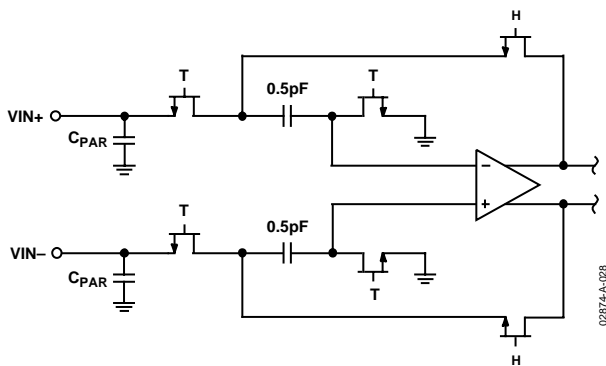 H
T
0.5pF
T
VIN+
CPAR
−
+
T
0.5pF
VIN–
CPAR
T
H
02874-A-028